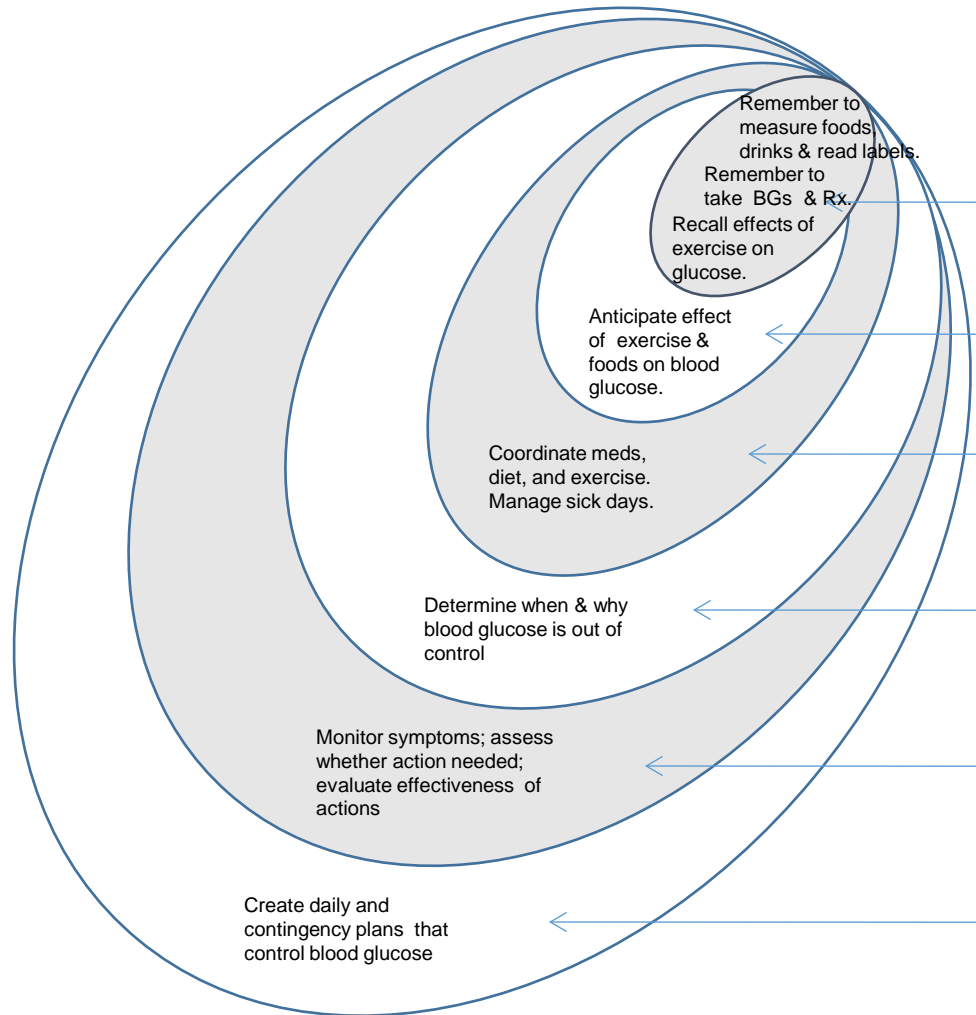 Remember to
measure foods,
drinks & read labels.
Remember to
take BGs & Rx.
Recall effects of
exercise on
glucose.
Anticipate effect
of exercise &
foods on blood
glucose.
Coordinate meds,
diet, and exercise.
Manage sick days.
Determine when & why
blood glucose is out of
control
Monitor symptoms; assess
whether action needed;
evaluate effectiveness of
actions
Create daily and
contingency plans that
control blood glucose